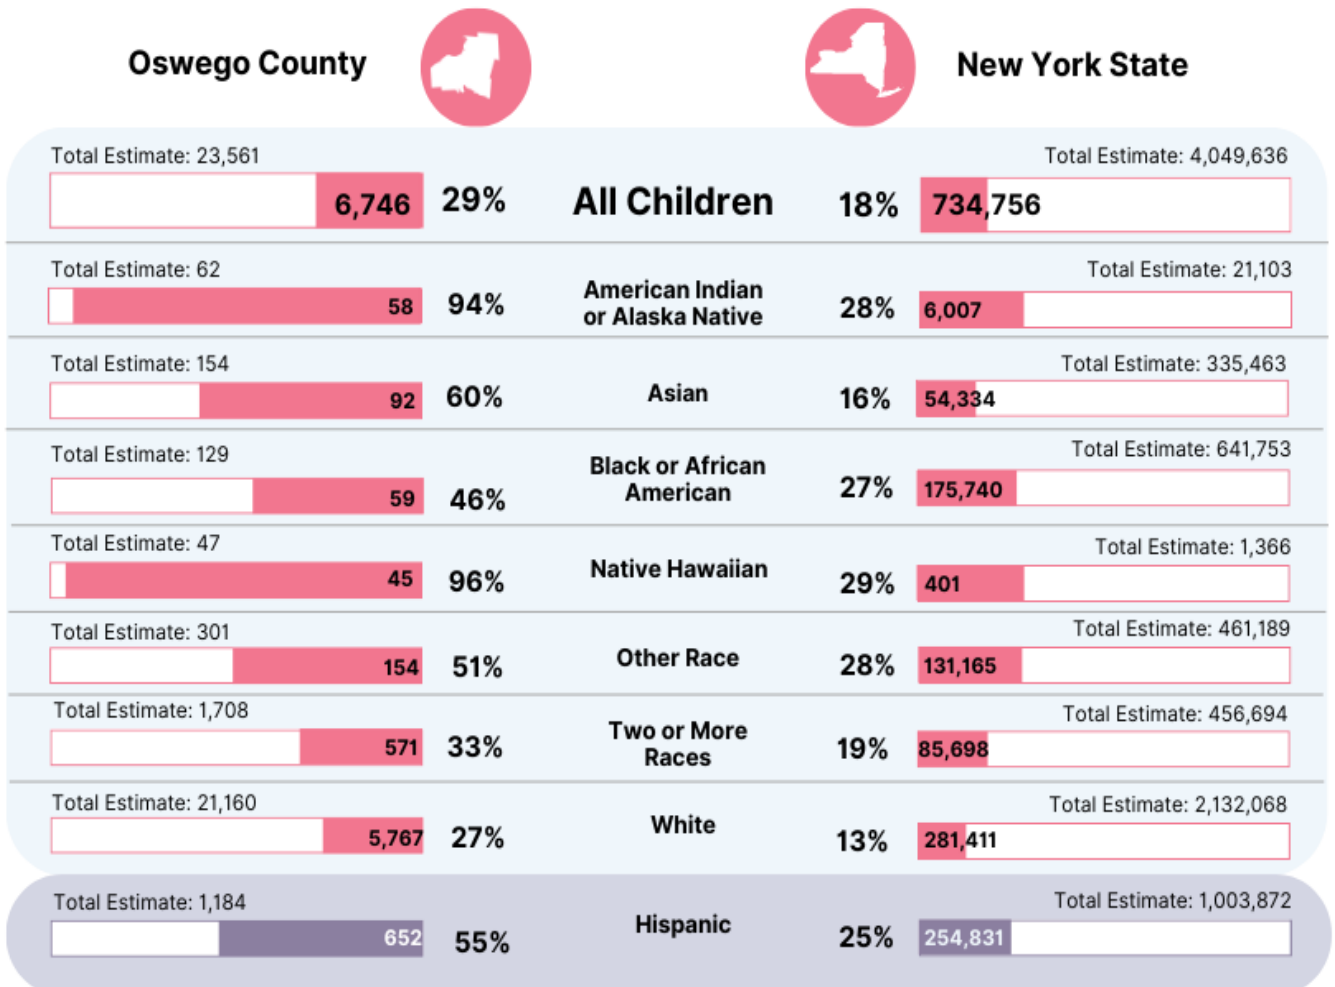 Oswego County
New York State
Total Estimate: 23,561
Total Estimate: 4,049,636
6,746 29% All Children 18% 734,756
Total Estimate: 62
Total Estimate: 21,103
58 94% American Indian
or Alaska Native 28% 6,007
Total Estimate: 154
Total Estimate: 335,463
92 60% Asian 16% 54,334
Total Estimate: 129
Total Estimate: 641,753
59 46% Black or African
American 27% 175,740
Total Estimate: 47
Total Estimate: 1,366
45 96% Native Hawaiian 29% 401
Total Estimate: 301
Total Estimate: 461,189
154 51% Other Race 28% 131,165
Total Estimate: 1,708
Total Estimate: 456,694
571 33% Two or More
Races 19% 85,698
Total Estimate: 21,160
Total Estimate: 2,132,068
5,767 27% White 13% 281,411
Total Estimate: 1,184
Total Estimate: 1,003,872
652 55% Hispanic 25% 254,831